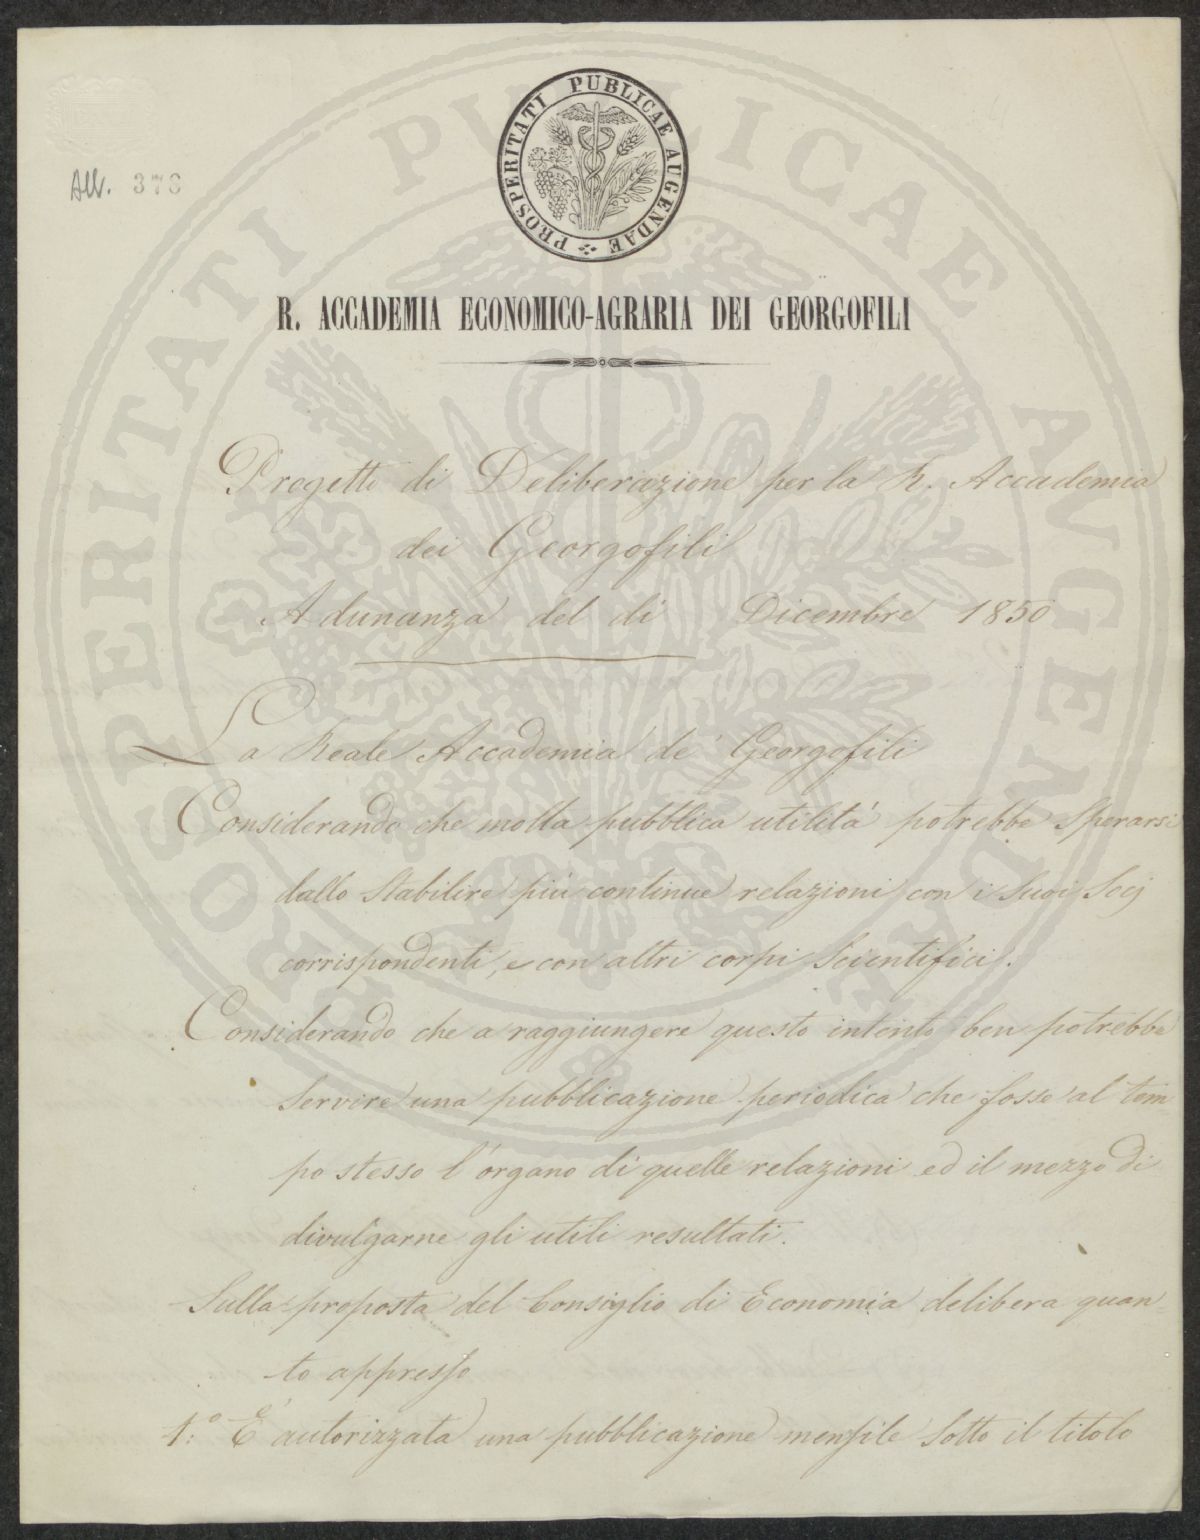 PROSPERITATI PUBLICAE AUGENDAE
All. 378
R. ACCADEMIA ECONOMICO-AGRARIA DEI GEORGOFILI
Progetto di Deliberazione per la R. Accademia
dei Georgofili
Adunanza del dì Dicembre 1850
La Reale Accademia de' Georgofili
Considerando che molta pubblica utilità potrebbe Sperarsi
dallo Stabilire più continue relazioni con i Suoi Socj
corrispondenti, e con altri corpi Scientifici.
Considerando che a raggiungere questo intento ben potrebbe
Servire una pubblicazione periodica che fosse al tem
po stesso l'organo di quelle relazioni ed il mezzo di
divulgarne gli utili resultati.
Sulla proposta del Consiglio di Economia delibera quan=
to appresso
1.° E' autorizzata una pubblicazione mensile Sotto il titolo
PROSPERITATI PUBLICAE AVGENDAE